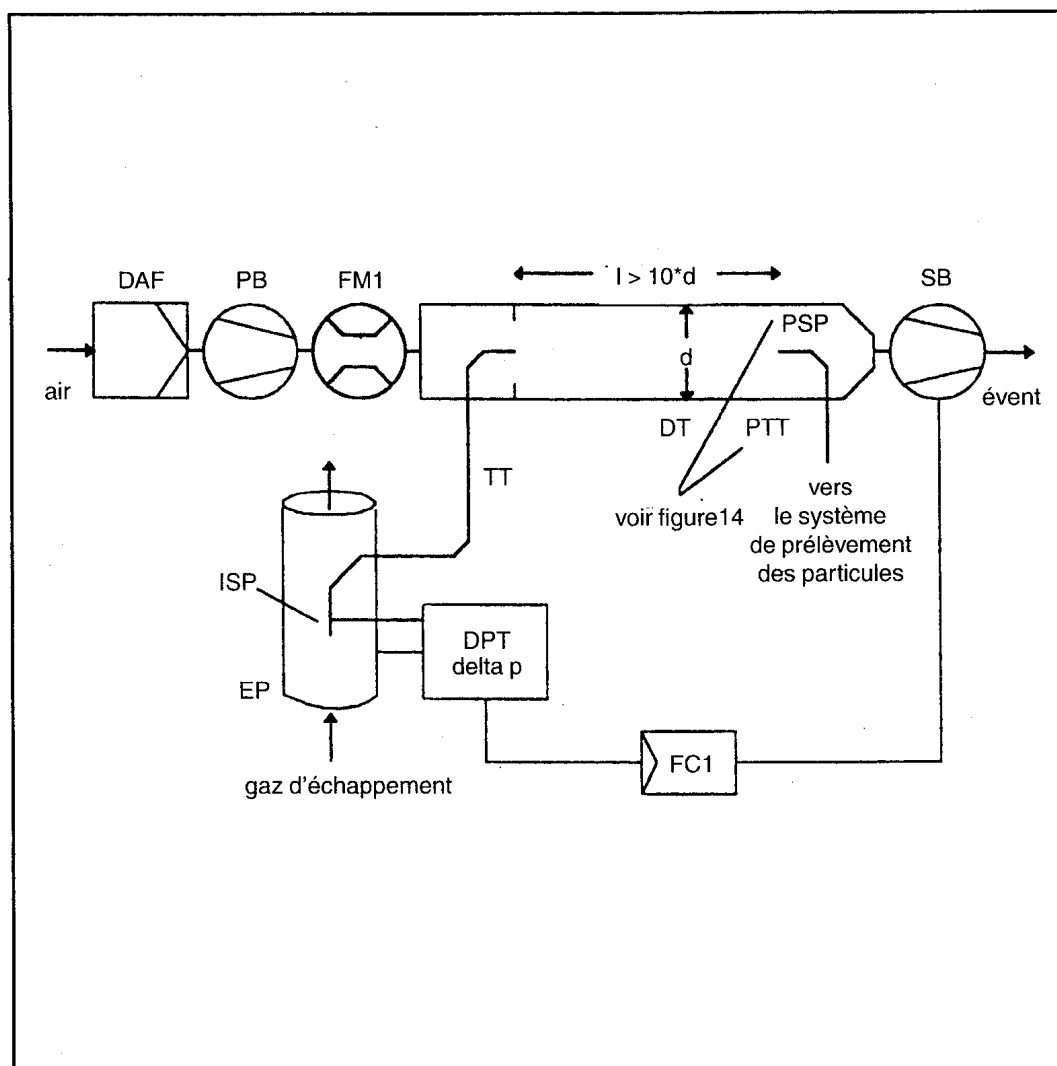 l > 10*d
DAF
PB
FM1
SB
PSP
d
air
évent
DT
PTT
TT
voir figure14
vers
le système
de prélèvement
des particules
ISP
DPT
delta p
EP
FC1
gaz d'échappement